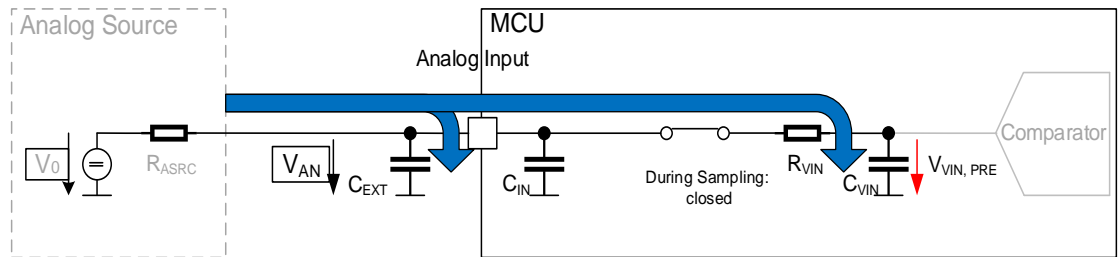 Analog Source
MCU
Analog Input
V0
=
RASRC
VAN
CEXT
CIN
During Sampling:
closed
RVIN
CVIN
VVIN, PRE
Comparator